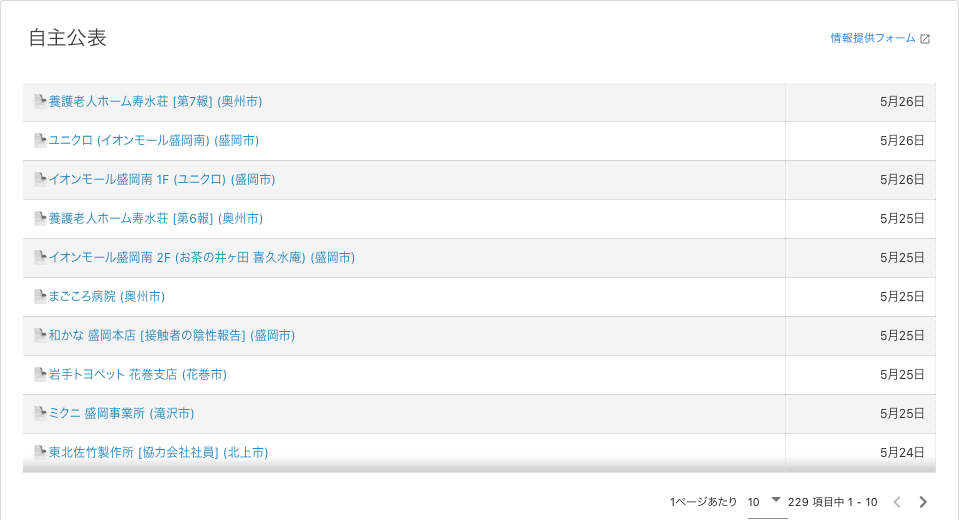 自主公表
情報提供フォーム
養護老人ホーム寿水荘 [第7報] (奥州市) 5月26日
ユニクロ (イオンモール盛岡南) (盛岡市) 5月26日
イオンモール盛岡南 1F (ユニクロ) (盛岡市) 5月26日
養護老人ホーム寿水荘 [第6報] (奥州市) 5月25日
イオンモール盛岡南 2F (お茶の井ヶ田 喜久水庵) (盛岡市) 5月25日
まごころ病院 (奥州市) 5月25日
和かな 盛岡本店 [接触者の陰性報告] (盛岡市) 5月25日
岩手トヨペット 花巻支店 (花巻市) 5月25日
ミクニ 盛岡事業所 (滝沢市) 5月25日
東北佐竹製作所 [協力会社社員] (北上市) 5月24日
1ページあたり 10 229 項目中 1 - 10